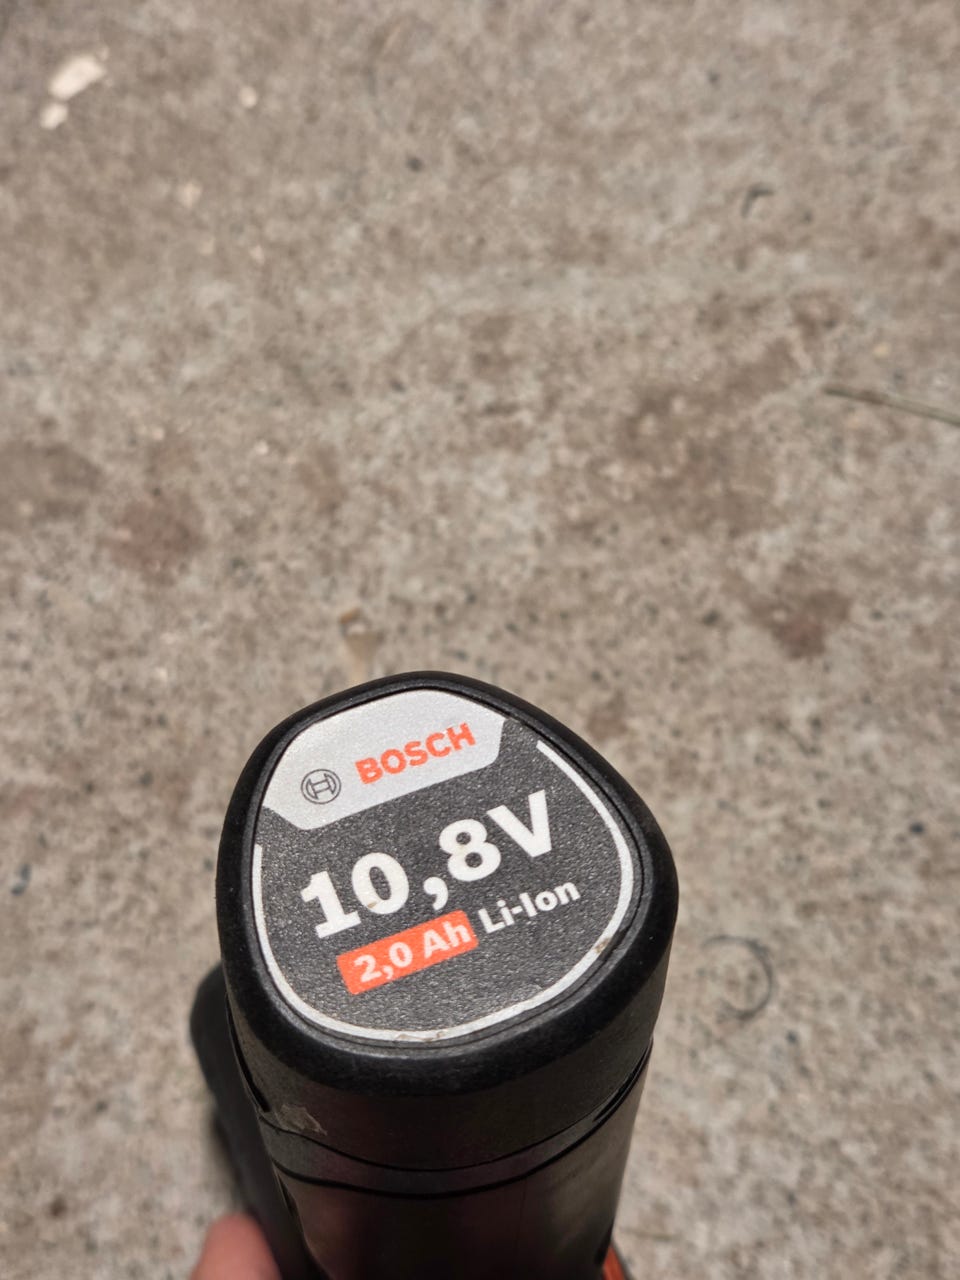 BOSCH
10,8V
2,0 Ah Li-Ion